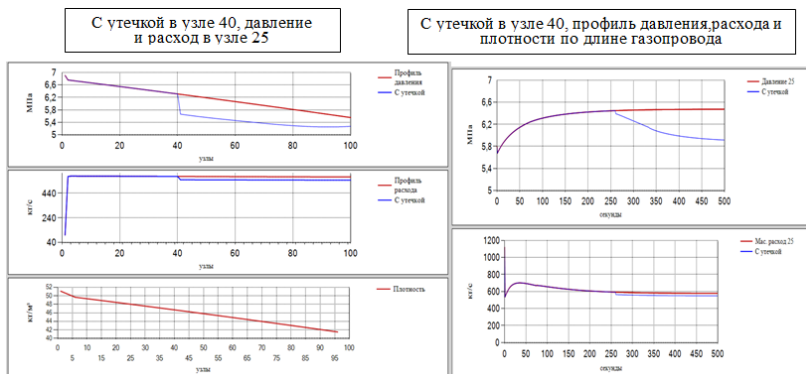 С утечкой в узле 40, давление
и расход в узле 25
С утечкой в узле 40, профиль давления,расхода и
плотности по длине газопровода
7
6,6
6,2
5,8
5,4
5
МПа
0 20 40 60 80 100
узлы
Профиль
давления
С утечкой
440
240
40
кг/с
0 20 40 60 80 100
узлы
Профиль
расхода
С утечкой
52
50
48
46
44
42
40
кг/м³
0 10 20 30 40 50 60 70 80 90 100
5 15 25 35 45 55 65 75 85 95
узлы
Плотность
7
6,6
6,2
5,8
5,4
5
МПа
0 50 100 150 200 250 300 350 400 450 500
секунды
Давление 25
С утечкой
1200
1000
800
600
400
200
0
кг/с
0 50 100 150 200 250 300 350 400 450 500
секунды
Мас. расход 25
С утечкой